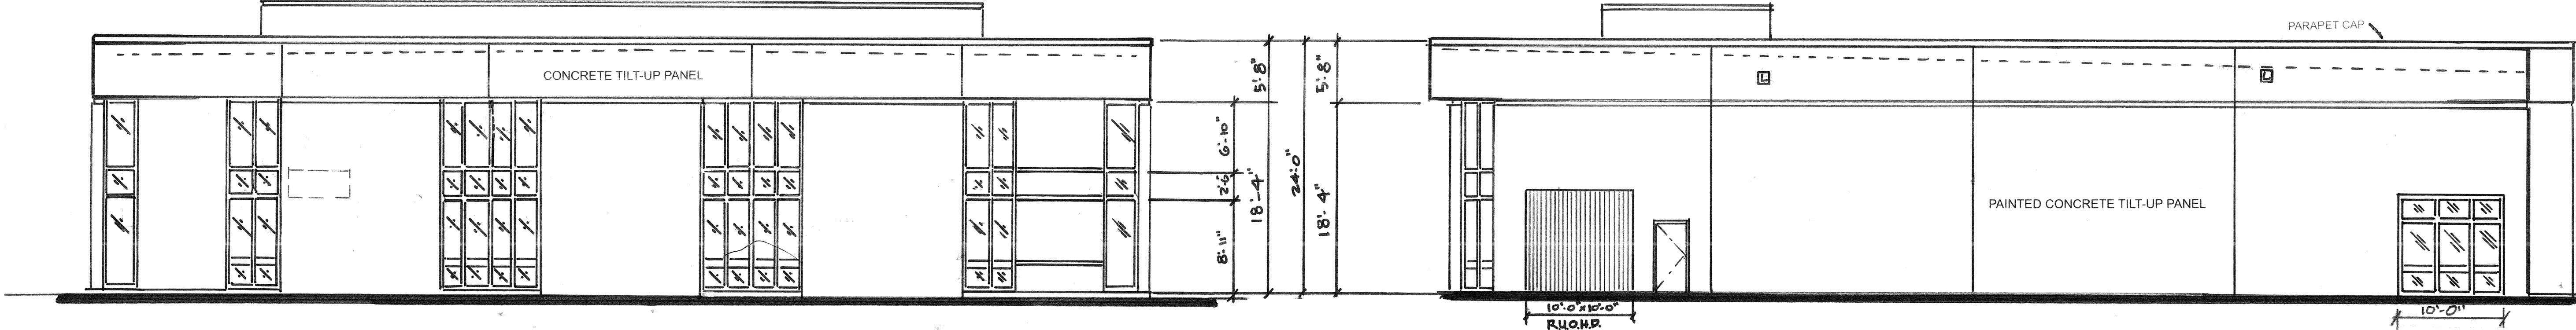 PARAPET CAP
CONCRETE TILT-UP PANEL
5'-8"
5'-8"
6'-10"
2'-6"
18'-4"
24'-0"
18'-4"
8'-11"
PAINTED CONCRETE TILT-UP PANEL
10'-0"x10'-0"
R.U.O.H.D.
10'-0"